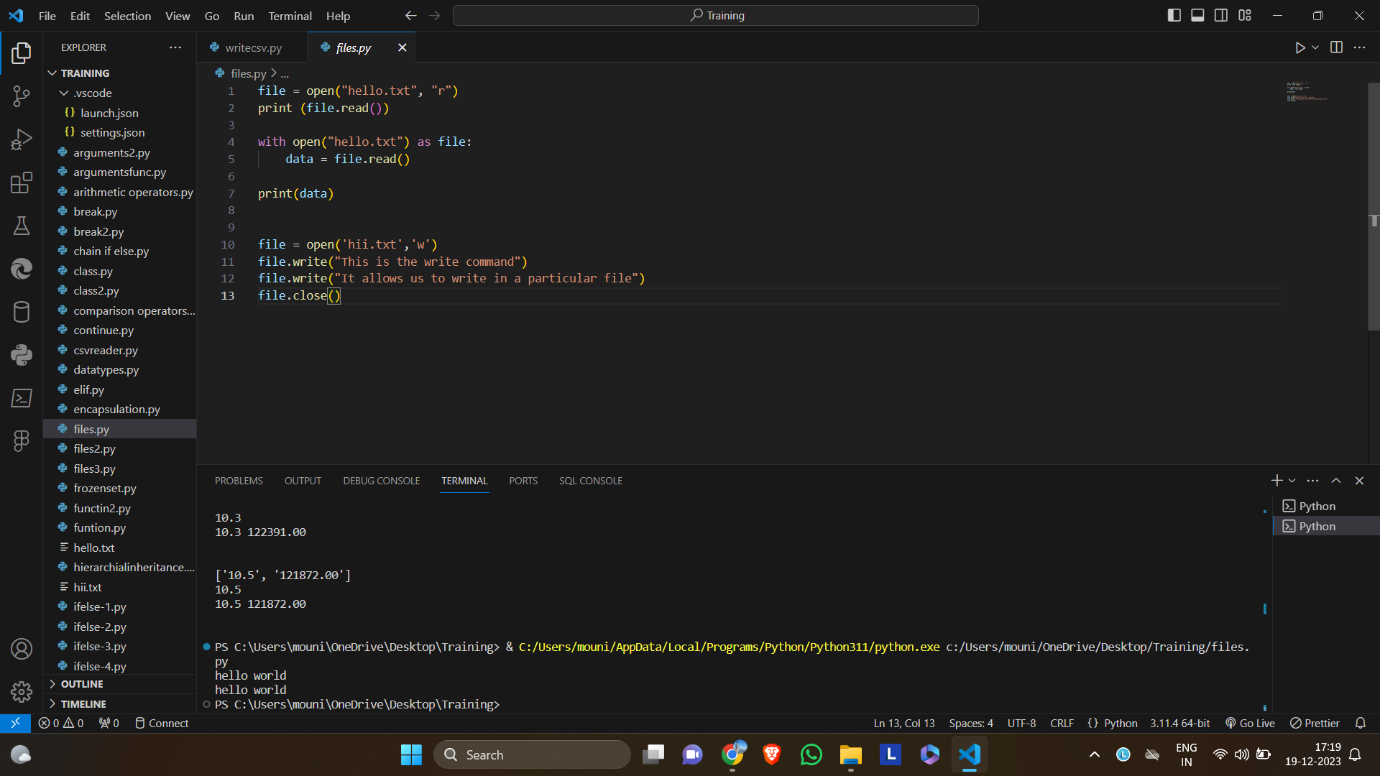 File Edit Selection View Go Run Terminal Help
Training
EXPLORER
writecsv.py
files.py
TRAINING
.vscode
launch.json
settings.json
arguments2.py
argumentsfunc.py
arithmetic operators.py
break.py
break2.py
chain if else.py
class.py
class2.py
comparison operators...
continue.py
csvreader.py
datatypes.py
elif.py
encapsulation.py
files.py
files2.py
files3.py
frozenset.py
functin2.py
funtion.py
hello.txt
hierarchialinheritance....
hii.txt
ifelse-1.py
ifelse-2.py
ifelse-3.py
ifelse-4.py
OUTLINE
TIMELINE
files.py > ...
1 file = open("hello.txt", "r")
2 print (file.read())
3
4 with open("hello.txt") as file:
5 data = file.read()
6
7 print(data)
8
9
10 file = open('hii.txt','w')
11 file.write("This is the write command")
12 file.write("It allows us to write in a particular file")
13 file.close()
PROBLEMS OUTPUT DEBUG CONSOLE TERMINAL PORTS SQL CONSOLE
10.3
10.3 122391.00
['10.5', '121872.00']
10.5
10.5 121872.00
PS C:\Users\mouni\OneDrive\Desktop\Training> & C:/Users/mouni/AppData/Local/Programs/Python/Python311/python.exe c:/Users/mouni/OneDrive/Desktop/Training/files.
py
hello world
hello world
PS C:\Users\mouni\OneDrive\Desktop\Training>
Python
Python
0 0 0 Connect
Ln 13, Col 13 Spaces: 4 UTF-8 CRLF {} Python 3.11.4 64-bit Go Live Prettier
Search
L
L
ENG
IN
17:19
19-12-2023